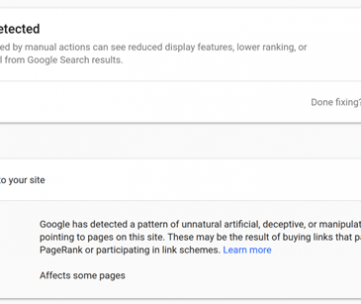 etected
ed by manual actions can see reduced display features, lower ranking, or
l from Google Search results.
Done fixing?
o your site
Google has detected a pattern of unnatural artificial, deceptive, or manipulat
pointing to pages on this site. These may be the result of buying links that p
PageRank or participating in link schemes. Learn more
Affects some pages